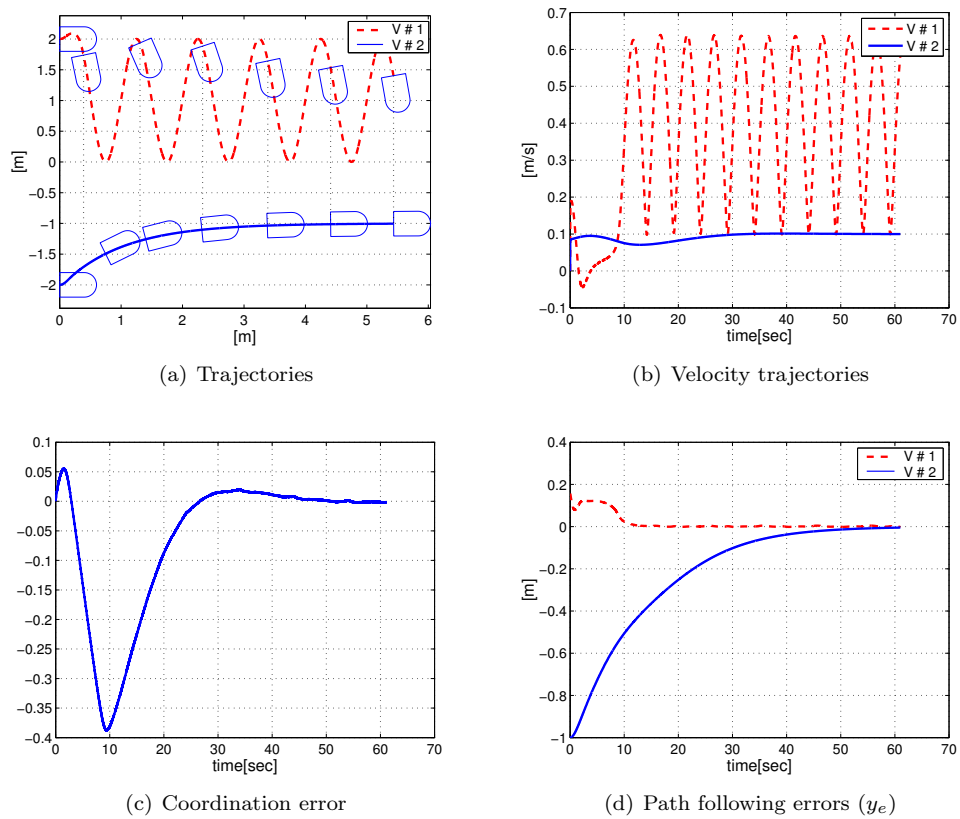 V # 1
V # 2
2
1.5
1
0.5
0
−0.5
−1
−1.5
−2
[m]
0 1 2 3 4 5 6
[m]
(a) Trajectories
V # 1
V # 2
0.7
0.6
0.5
0.4
0.3
0.2
0.1
0
−0.1
[m/s]
0 10 20 30 40 50 60 70
time[sec]
(b) Velocity trajectories
0.1
0.05
0
−0.05
−0.1
−0.15
−0.2
−0.25
−0.3
−0.35
−0.4
0 10 20 30 40 50 60 70
time[sec]
(c) Coordination error
V # 1
V # 2
0.4
0.2
0
−0.2
−0.4
−0.6
−0.8
−1
[m]
0 10 20 30 40 50 60 70
time[sec]
(d) Path following errors (y_e)